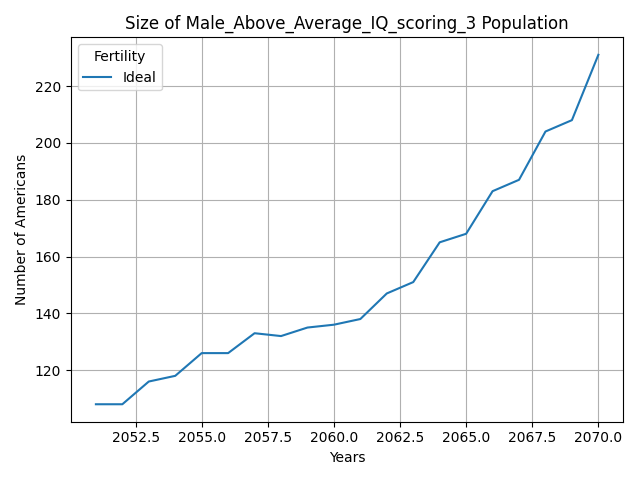 Size of Male_Above_Average_IQ_scoring_3 Population
Fertility
Ideal
Number of Americans
220
200
180
160
140
120
2052.5 2055.0 2057.5 2060.0 2062.5 2065.0 2067.5 2070.0
Years